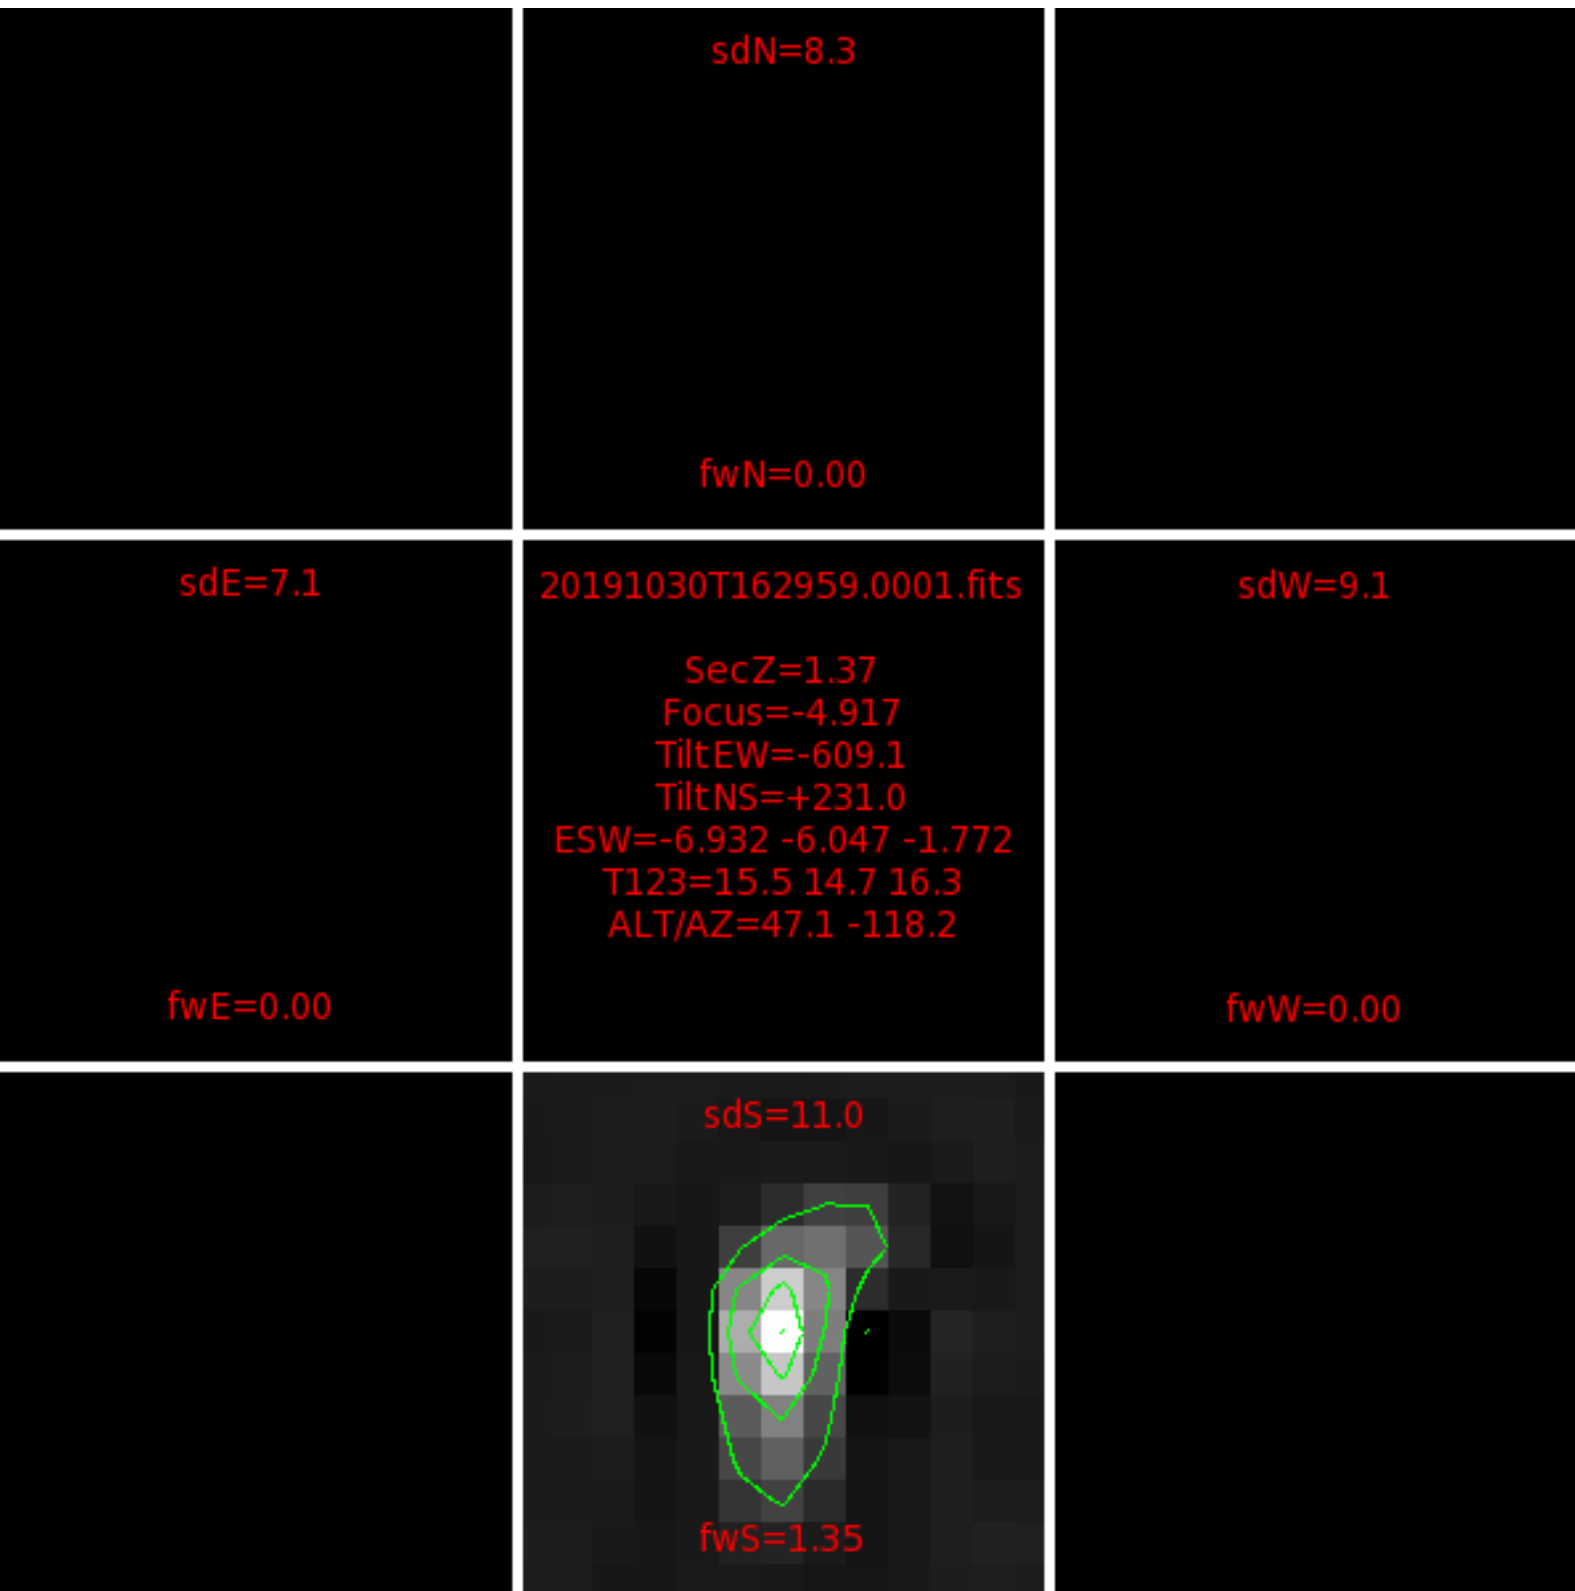 sdN=8.3
fwN=0.00
sdE=7.1
fwE=0.00
20191030T162959.0001.fits
SecZ=1.37
Focus=-4.917
TiltEW=-609.1
TiltNS=+231.0
ESW=-6.932 -6.047 -1.772
T123=15.5 14.7 16.3
ALT/AZ=47.1 -118.2
sdW=9.1
fwW=0.00
sdS=11.0
fwS=1.35